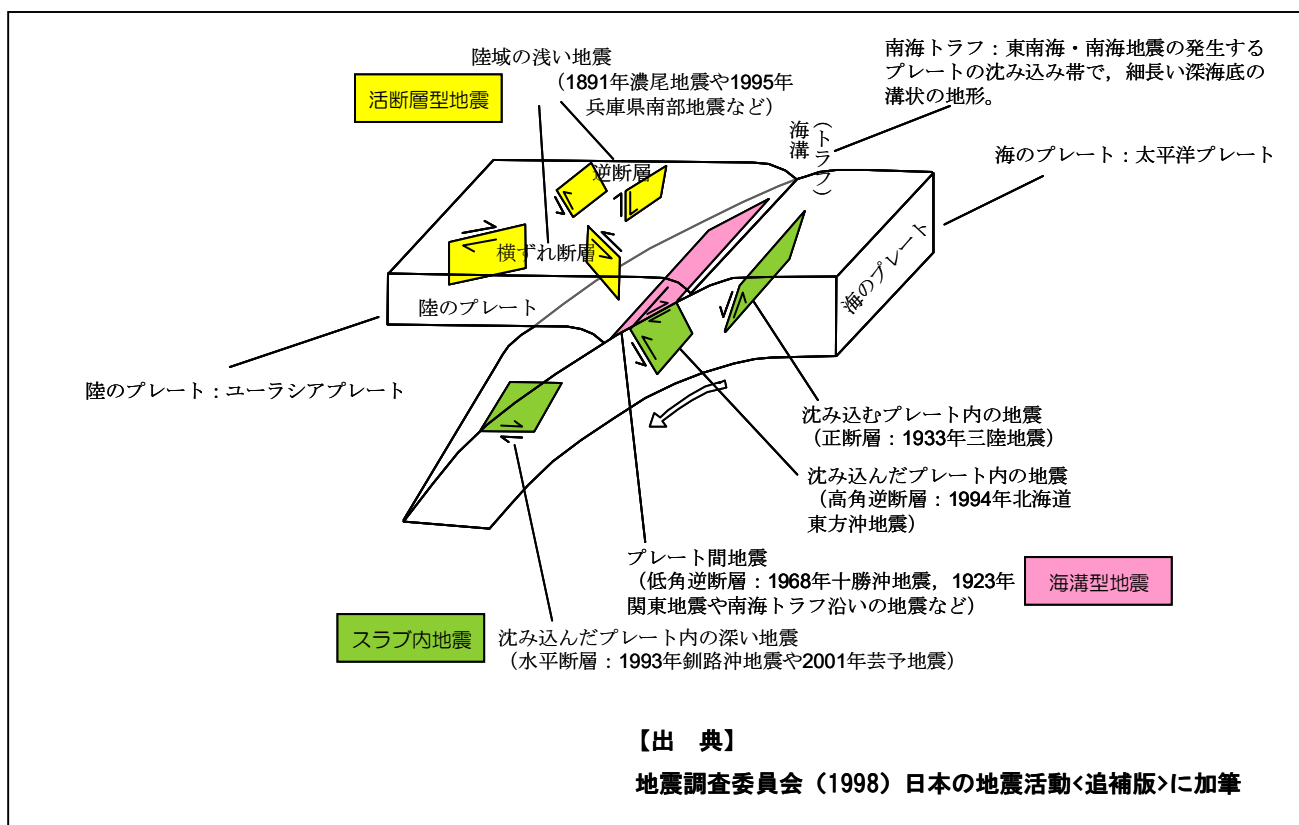 陸域の浅い地震
(1891年濃尾地震や1995年
兵庫県南部地震など)
活断層型地震
南海トラフ：東南海・南海地震の発生する
プレートの沈み込み帯で，細長い深海底の
溝状の地形。
海溝
(トラフ)
海のプレート：太平洋プレート
逆断層
横ずれ断層
陸のプレート
海のプレート
陸のプレート：ユーラシアプレート
沈み込むプレート内の地震
(正断層：1933年三陸地震)
沈み込んだプレート内の地震
(高角逆断層：1994年北海道
東方沖地震)
プレート間地震
(低角逆断層：1968年十勝沖地震，1923年
関東地震や南海トラフ沿いの地震など)
海溝型地震
スラブ内地震
沈み込んだプレート内の深い地震
(水平断層：1993年釧路沖地震や2001年芸予地震)
【出　典】
地震調査委員会（1998）日本の地震活動<追補版>に加筆